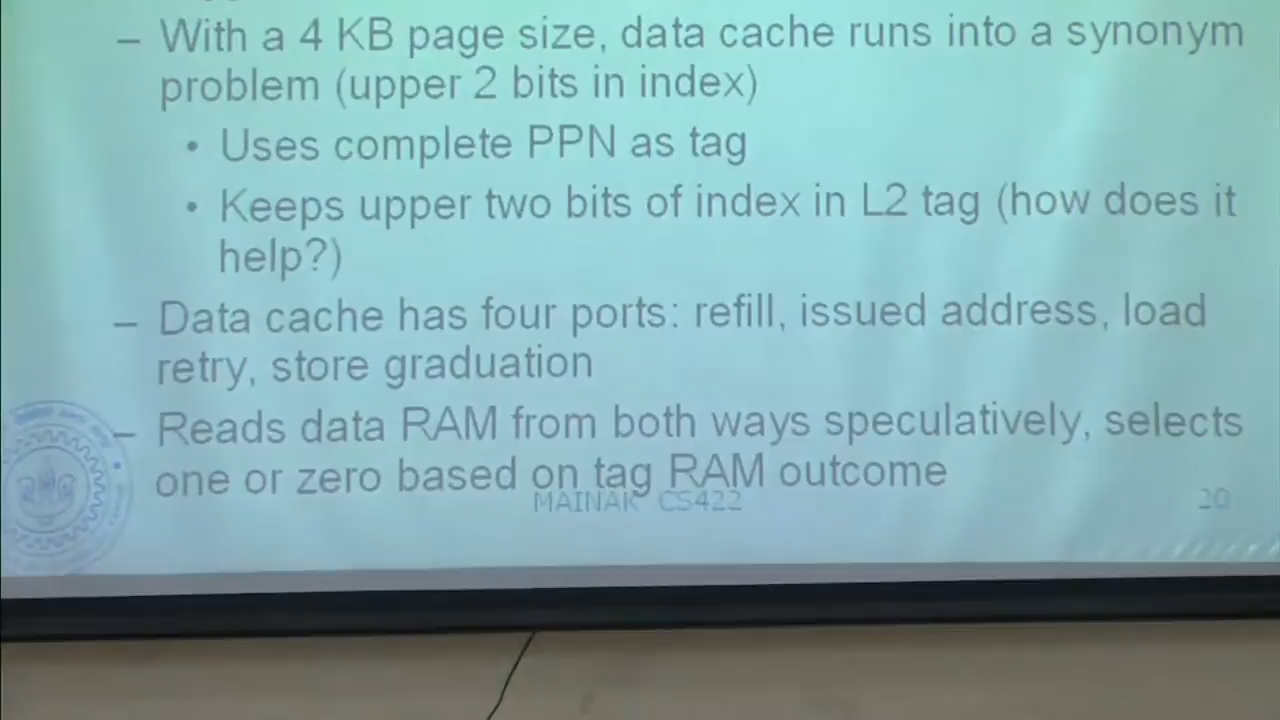 – With a 4 KB page size, data cache runs into a synonym
problem (upper 2 bits in index)
• Uses complete PPN as tag
• Keeps upper two bits of index in L2 tag (how does it
help?)
– Data cache has four ports: refill, issued address, load
retry, store graduation
– Reads data RAM from both ways speculatively, selects
one or zero based on tag RAM outcome
MAINAK CS422
20